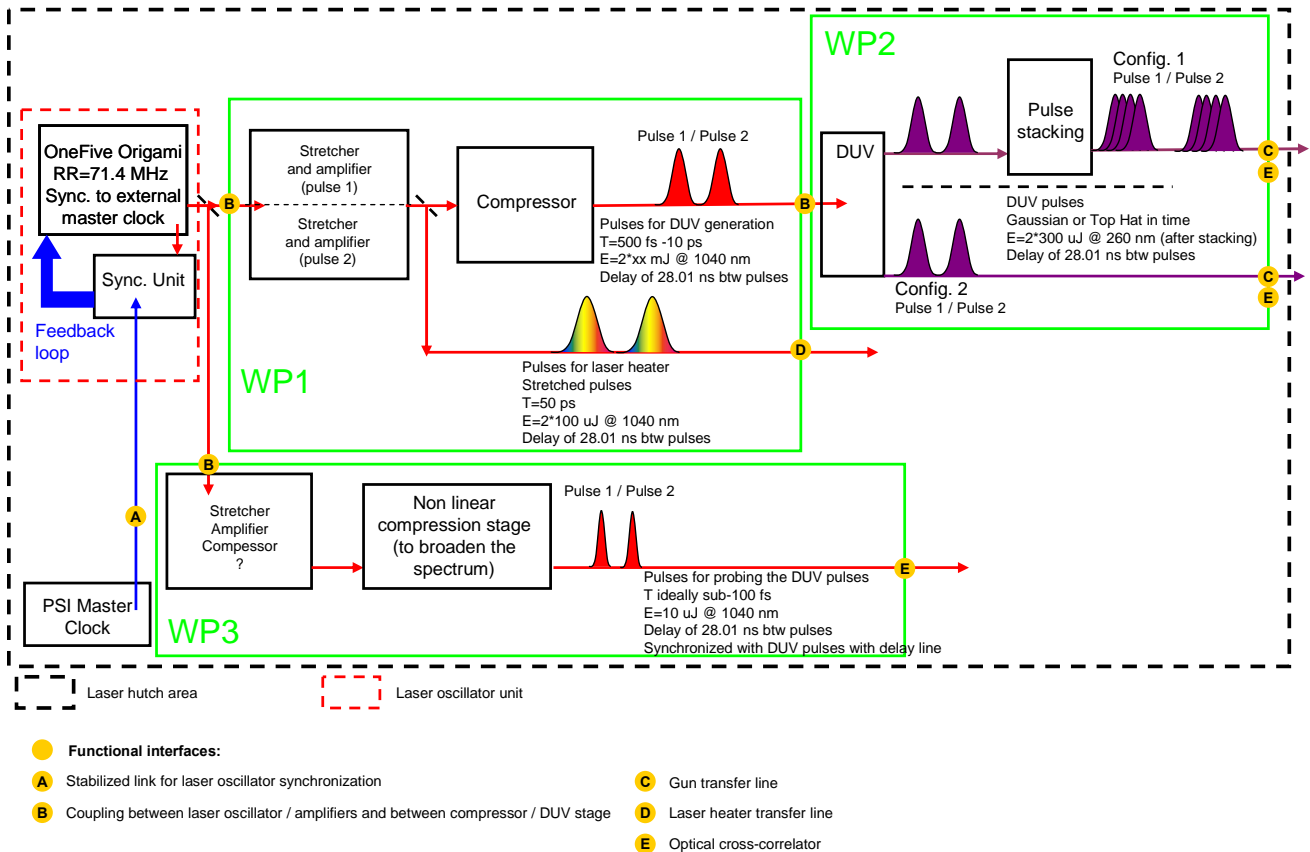 WP2
Config. 1
Pulse 1 / Pulse 2
Pulse
stacking
DUV
C
E
DUV pulses
Gaussian or Top Hat in time
E=2*300 uJ @ 260 nm (after stacking)
Delay of 28.01 ns btw pulses
C
E
Config. 2
Pulse 1 / Pulse 2
OneFive Origami
RR=71.4 MHz
Sync. to external
master clock
Sync. Unit
Feedback
loop
B
Stretcher
and amplifier
(pulse 1)
Stretcher
and amplifier
(pulse 2)
Compressor
Pulse 1 / Pulse 2
B
Pulses for DUV generation
T=500 fs -10 ps
E=2*xx mJ @ 1040 nm
Delay of 28.01 ns btw pulses
D
WP1
Pulses for laser heater
Stretched pulses
T=50 ps
E=2*100 uJ @ 1040 nm
Delay of 28.01 ns btw pulses
B
A
Stretcher
Amplifier
Compessor
?
Non linear
compression stage
(to broaden the
spectrum)
Pulse 1 / Pulse 2
E
Pulses for probing the DUV pulses
T ideally sub-100 fs
E=10 uJ @ 1040 nm
Delay of 28.01 ns btw pulses
Synchronized with DUV pulses with delay line
PSI Master
Clock
WP3
Laser hutch area
Laser oscillator unit
Functional interfaces:
A Stabilized link for laser oscillator synchronization
B Coupling between laser oscillator / amplifiers and between compressor / DUV stage
C Gun transfer line
D Laser heater transfer line
E Optical cross-correlator